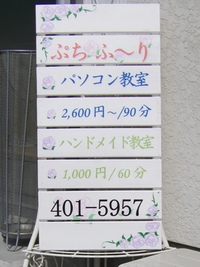 ぷち ふ～り
パソコン教室
2,600円～/90分
ハンドメイド教室
1,000円/60分
401-5957